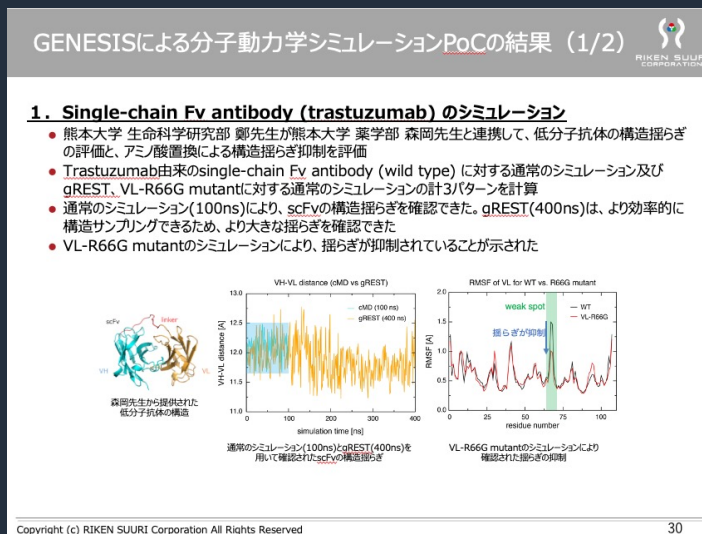 GENESISによる分子動力学シミュレーションPoCの結果（1/2）
RIKEN SUURI
CORPORATION
1．Single-chain Fv antibody (trastuzumab) のシミュレーション
● 熊本大学 生命科学研究部 鄭先生が熊本大学 薬学部 森岡先生と連携して、低分子抗体の構造揺らぎ
の評価と、アミノ酸置換による構造揺らぎ抑制を評価
● Trastuzumab由来のsingle-chain Fv antibody (wild type) に対する通常のシミュレーション及び
gREST、VL-R66G mutantに対する通常のシミュレーションの計3パターンを計算
● 通常のシミュレーション(100ns)により、scFvの構造揺らぎを確認できた。gREST(400ns)は、より効率的に
構造サンプリングできるため、より大きな揺らぎを確認できた
● VL-R66G mutantのシミュレーションにより、揺らぎが抑制されていることが示された
scFv
linker
VH
VL
森岡先生から提供された
低分子抗体の構造
VH-VL distance (cMD vs gREST)
cMD (100 ns)
gREST (400 ns)
VH-VL distance [A]
13.0
12.5
12.0
11.5
11.0
0 100 200 300 400
simulation time [ns]
通常のシミュレーション(100ns)とgREST(400ns)を
用いて確認されたscFvの構造揺らぎ
RMSF of VL for WT vs. R66G mutant
weak spot
WT
VL-R66G
揺らぎが抑制
RMSF [A]
2.0
1.5
1.0
0.5
0.0
0 25 50 75 100
residue number
VL-R66G mutantのシミュレーションにより
確認された揺らぎの抑制
Copyright (c) RIKEN SUURI Corporation All Rights Reserved
30